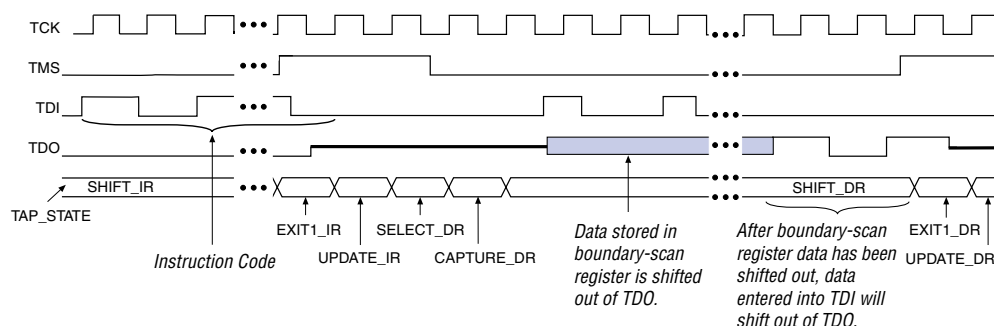 TCK
TMS
TDI
TDO
SHIFT_IR
SHIFT_DR
TAP_STATE
EXIT1_IR
SELECT_DR
EXIT1_DR
Instruction Code
UPDATE_IR
CAPTURE_DR
UPDATE_DR
Data stored in
boundary-scan
register is shifted
out of TDO.
After boundary-scan
register data has been
shifted out, data
entered into TDI will
shift out of TDO.